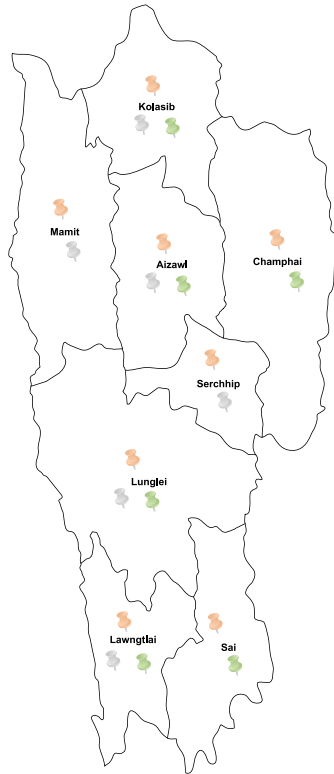 Kolasib
Mamit
Aizawl
Champhai
Serchhip
Lunglei
Lawngtlai
Sai